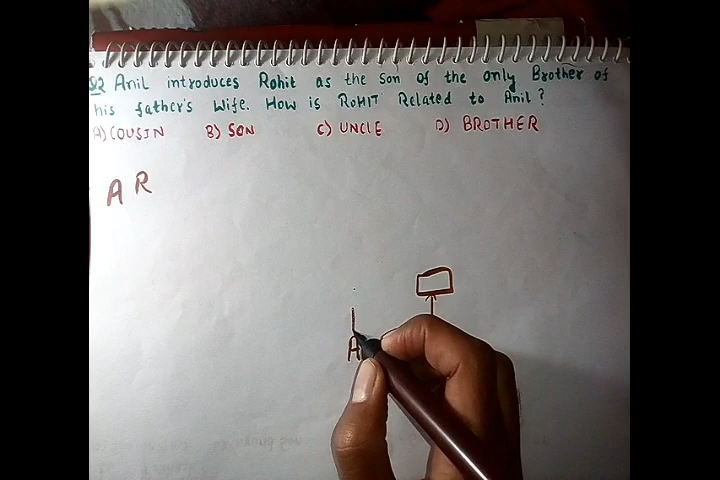 Q2 Anil introduces Rohit as the son of the only Brother of
his father's wife. How is ROHIT Related to Anil?
A) COUSIN B) SON C) UNCLE D) BROTHER
A R
A